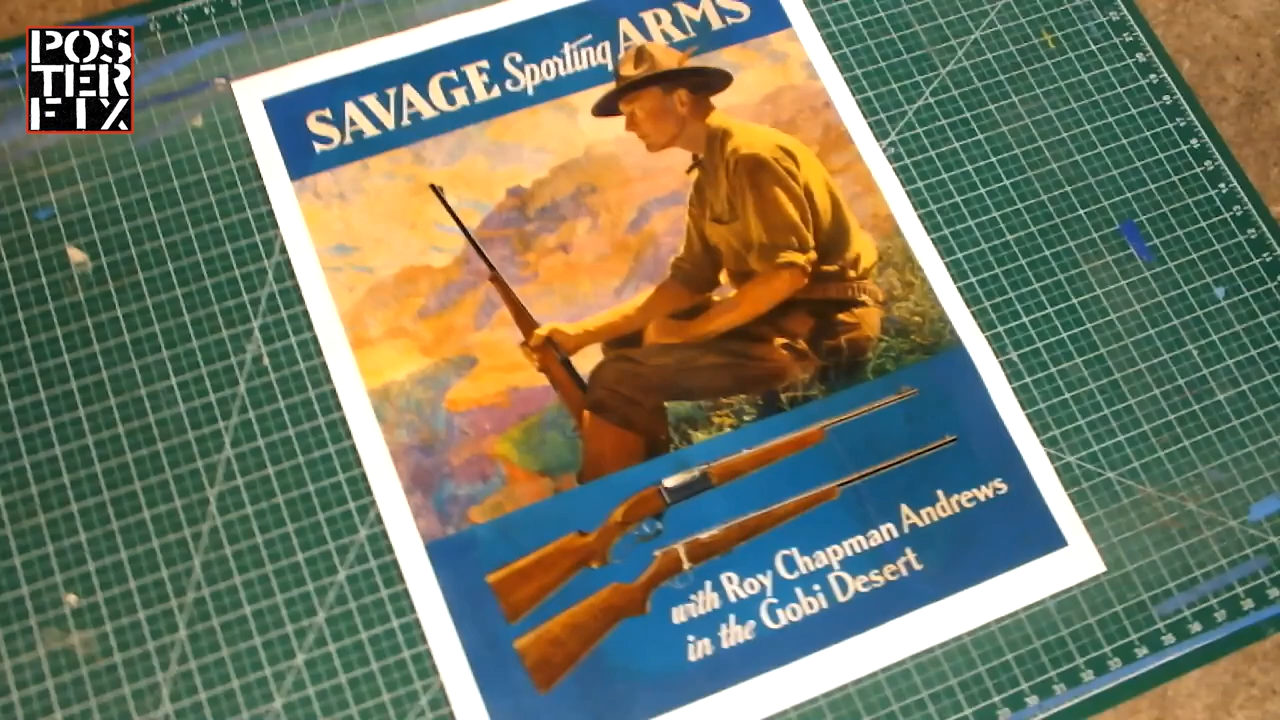 POS
TER
FIX
SAVAGE Sporting ARMS
with Roy Chapman Andrews
in the Gobi Desert